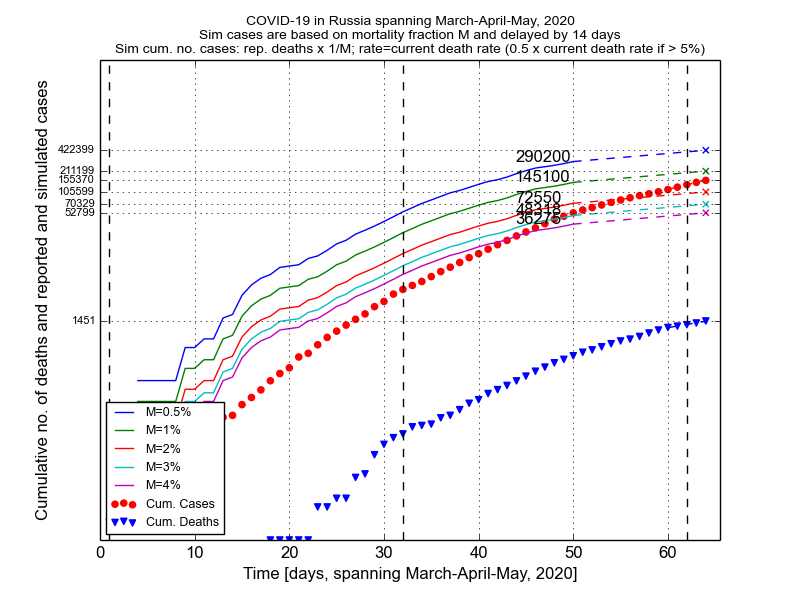 COVID-19 in Russia spanning March-April-May, 2020
Sim cases are based on mortality fraction M and delayed by 14 days
Sim cum. no. cases: rep. deaths x 1/M; rate=current death rate (0.5 x current death rate if > 5%)
Cumulative no. of deaths and reported and simulated cases
422399
211199
155370
105599
70329
52799
1451
290200
145100
72550
36275
M=0.5%
M=1%
M=2%
M=3%
M=4%
Cum. Cases
Cum. Deaths
0 10 20 30 40 50 60
Time [days, spanning March-April-May, 2020]